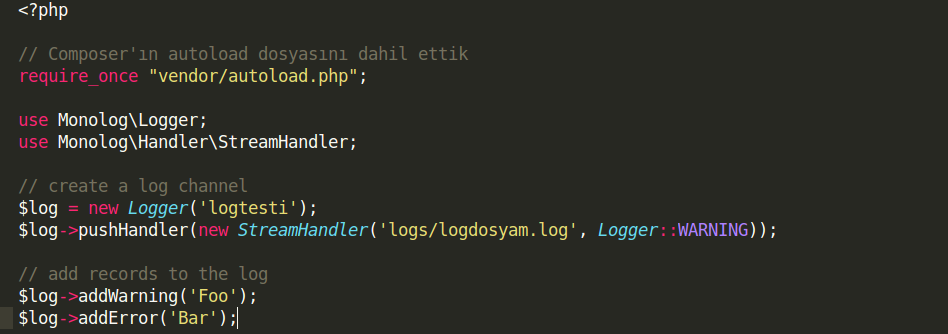 <?php
// Composer'ın autoload dosyasını dahil ettik
require_once "vendor/autoload.php";
use Monolog\Logger;
use Monolog\Handler\StreamHandler;
// create a log channel
$log = new Logger('logtesti');
$log->pushHandler(new StreamHandler('logs/logdosyam.log', Logger::WARNING));
// add records to the log
$log->addWarning('Foo');
$log->addError('Bar');